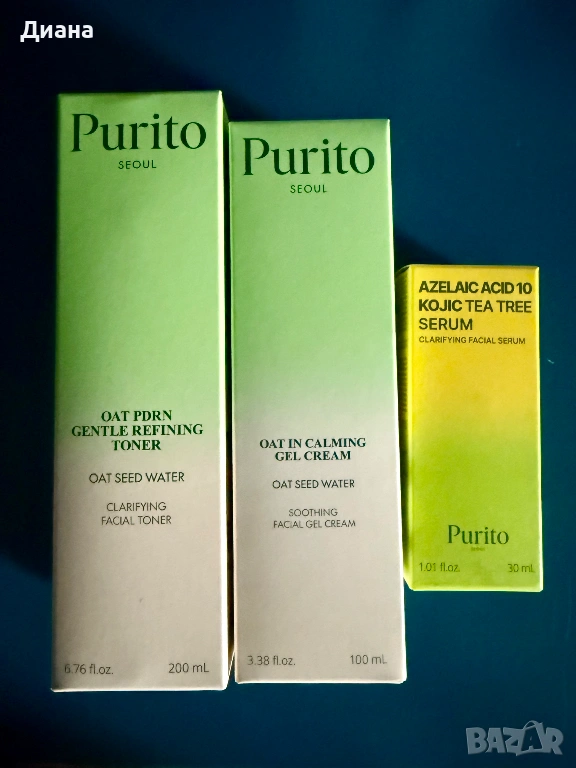 Диана
Purito
SEOUL
OAT PDRN
GENTLE REFINING
TONER
OAT SEED WATER
CLARIFYING
FACIAL TONER
6.76 fl.oz. 200 mL
Purito
SEOUL
OAT IN CALMING
GEL CREAM
OAT SEED WATER
SOOTHING
FACIAL GEL CREAM
3.38 fl.oz. 100 mL
AZELAIC ACID 10
KOJIC TEA TREE
SERUM
CLARIFYING FACIAL SERUM
Purito
SEOUL
1.01 fl.oz. 30 mL
BAZAR